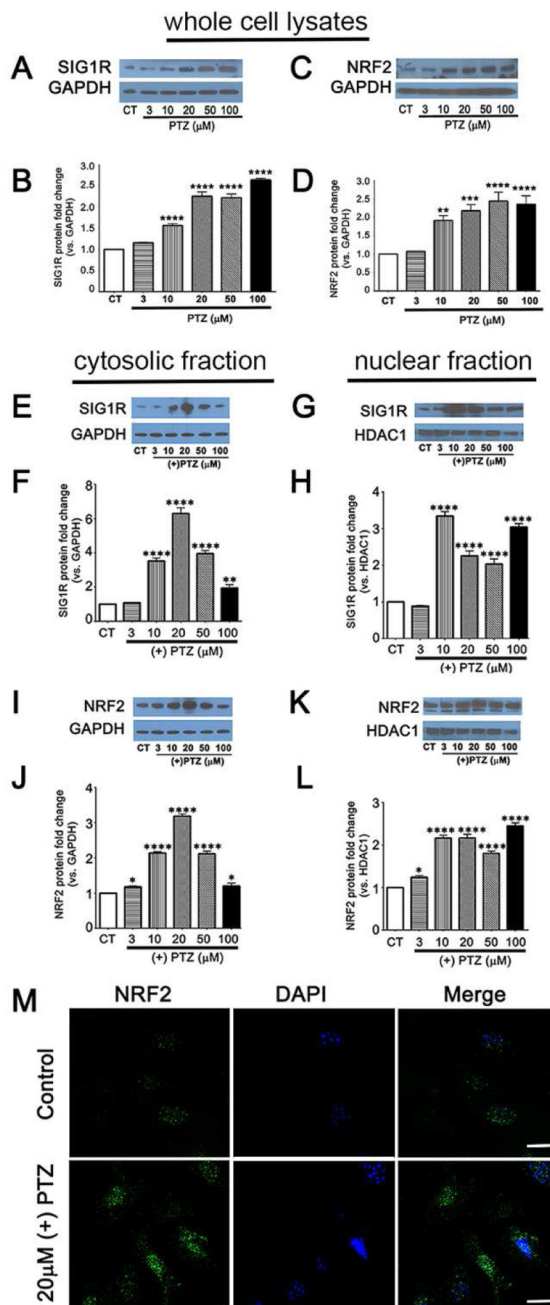 whole cell lysates
A
SIG1R
GAPDH
CT 3 10 20 50 100
PTZ (µM)
C
NRF2
GAPDH
CT 3 10 20 50 100
PTZ (µM)
B
SIG1R protein fold change
(vs. GAPDH)
3.0
2.5
2.0
1.5
1.0
0.5
****
****
****
****
CT 3 10 20 50 100
PTZ (µM)
D
NRF2 protein fold change
(vs. GAPDH)
3.0
2.5
2.0
1.5
1.0
0.5
**
***
****
****
CT 3 10 20 50 100
PTZ (µM)
cytosolic fraction
nuclear fraction
E
SIG1R
GAPDH
CT 3 10 20 50 100
(+)PTZ (µM)
G
SIG1R
HDAC1
CT 3 10 20 50 100
(+)PTZ (µM)
F
SIG1R protein fold change
(vs. GAPDH)
8
6
4
2
0
****
****
****
**
CT 3 10 20 50 100
(+) PTZ (µM)
H
SIG1R protein fold change
(vs. HDAC1)
4
3
2
1
0
****
****
****
****
CT 3 10 20 50 100
(+) PTZ (µM)
I
NRF2
GAPDH
CT 3 10 20 50 100
(+)PTZ (µM)
K
NRF2
HDAC1
CT 3 10 20 50 100
(+)PTZ (µM)
J
NRF2 protein fold change
(vs. GAPDH)
4
3
2
1
0
*
****
****
****
*
CT 3 10 20 50 100
(+) PTZ (µM)
L
NRF2 protein fold change
(vs. HDAC1)
3
2
1
0
*
****
****
****
****
CT 3 10 20 50 100
(+) PTZ (µM)
M
NRF2 DAPI Merge
Control
20µM (+) PTZ